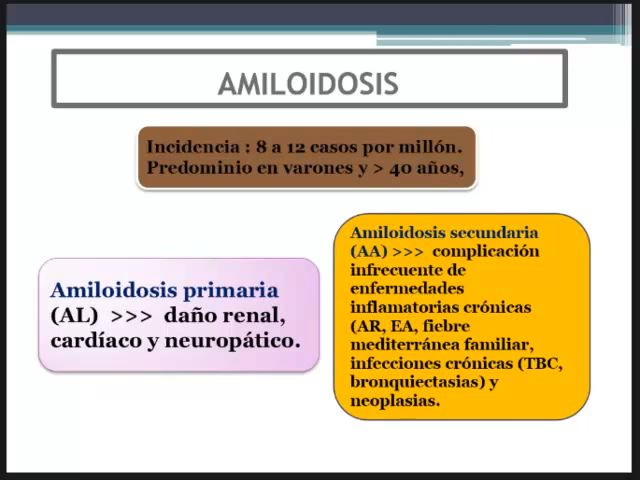 AMILOIDOSIS
Incidencia : 8 a 12 casos por millón.
Predominio en varones y > 40 años,
Amiloidosis primaria
(AL) >>> daño renal,
cardíaco y neuropático.
Amiloidosis secundaria
(AA) >>> complicación
infrecuente de
enfermedades
inflamatorias crónicas
(AR, EA, fiebre
mediterránea familiar,
infecciones crónicas (TBC,
bronquiectasias) y
neoplasias.